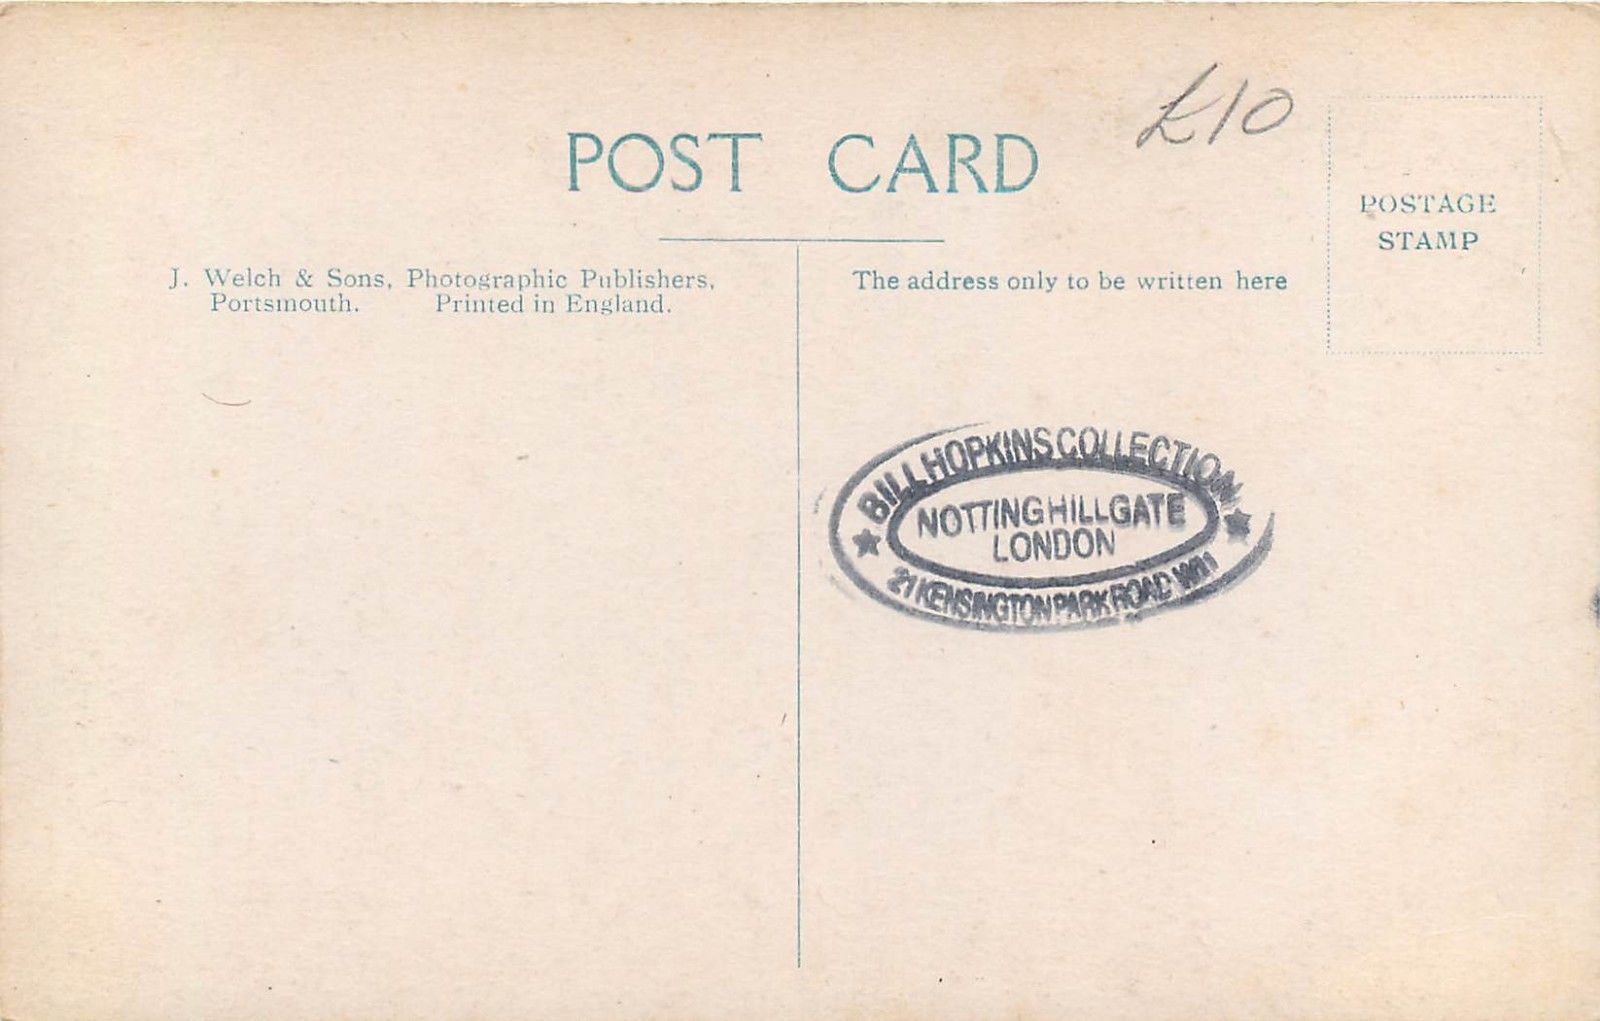 £10
POST CARD
POSTAGE
STAMP
J. Welch & Sons, Photographic Publishers,
Portsmouth. Printed in England.
The address only to be written here
BILL HOPKINS COLLECTION
NOTTING HILL GATE
LONDON
21 KENSINGTON PARK ROAD W11